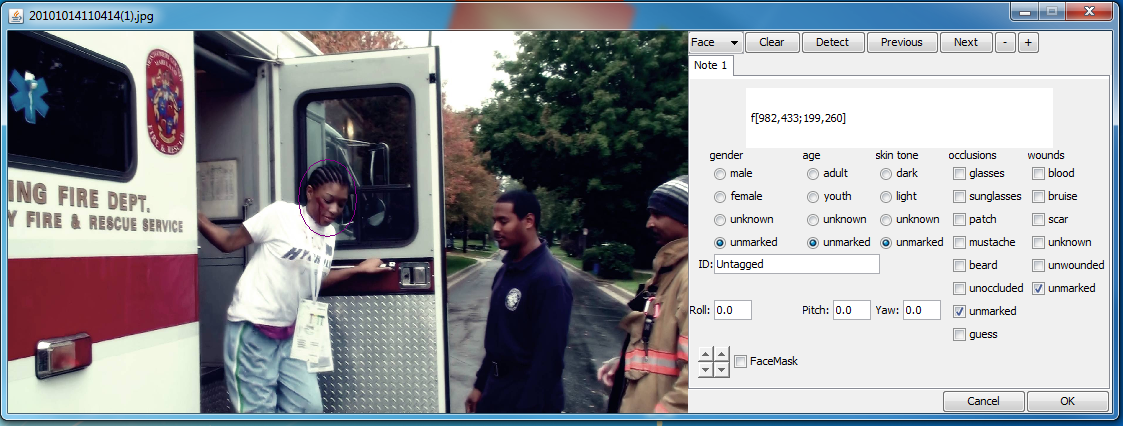 20101014110414(1).jpg
Face
Clear
Detect
Previous
Next
-
+
Note 1
f[982,433;199,260]
gender
age
skin tone
occlusions
wounds
male
adult
dark
glasses
blood
female
youth
light
sunglasses
bruise
unknown
unknown
unknown
patch
scar
unmarked
unmarked
unmarked
mustache
unknown
ID:
Untagged
beard
unwounded
unoccluded
unmarked
Roll:
0.0
Pitch:
0.0
Yaw:
0.0
unmarked
guess
FaceMask
Cancel
OK
MARYLAND
FIRE & RESCUE
ING FIRE DEPT.
Y FIRE & RESCUE SERVICE